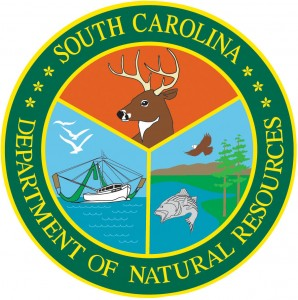 SOUTH CAROLINA
DEPARTMENT OF NATURAL RESOURCES